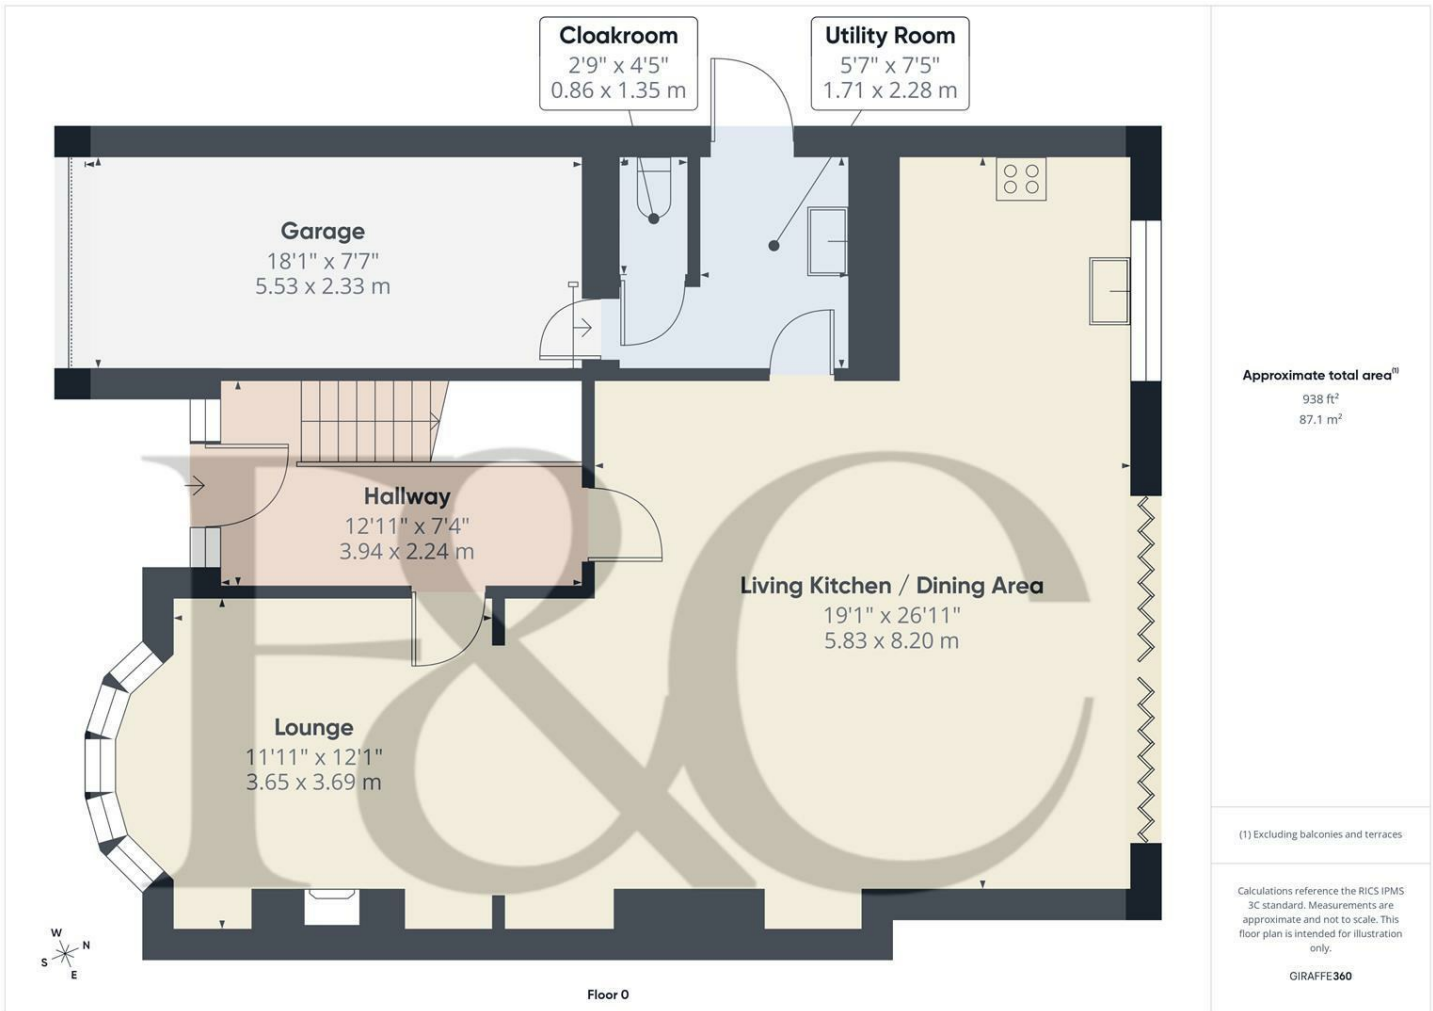 Cloakroom
2'9" x 4'5"
0.86 x 1.35 m
Utility Room
5'7" x 7'5"
1.71 x 2.28 m
Garage
18'1" x 7'7"
5.53 x 2.33 m
Hallway
12'11" x 7'4"
3.94 x 2.24 m
Living Kitchen / Dining Area
19'1" x 26'11"
5.83 x 8.20 m
Lounge
11'11" x 12'1"
3.65 x 3.69 m
F&C
W
N
S
E
Floor 0
Approximate total area(1)
938 ft²
87.1 m²
(1) Excluding balconies and terraces
Calculations reference the RICS IPMS
3C standard. Measurements are
approximate and not to scale. This
floor plan is intended for illustration
only.
GIRAFFE360